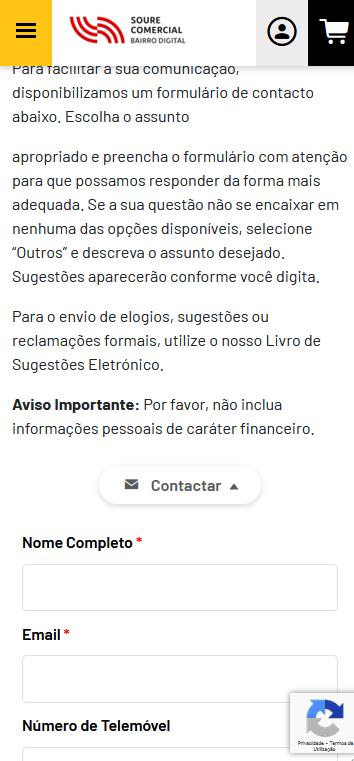 SOURE
COMERCIAL
BAIRRO DIGITAL
Para facilitar a sua comunicação,
disponibilizamos um formulário de contacto
abaixo. Escolha o assunto
apropriado e preencha o formulário com atenção
para que possamos responder da forma mais
adequada. Se a sua questão não se encaixar em
nenhuma das opções disponíveis, selecione
“Outros” e descreva o assunto desejado.
Sugestões aparecerão conforme você digita.
Para o envio de elogios, sugestões ou
reclamações formais, utilize o nosso Livro de
Sugestões Eletrónico.
Aviso Importante: Por favor, não inclua
informações pessoais de caráter financeiro.
Contactar
Nome Completo *
Email *
Número de Telemóvel
Privacidade - Termos de
Utilização